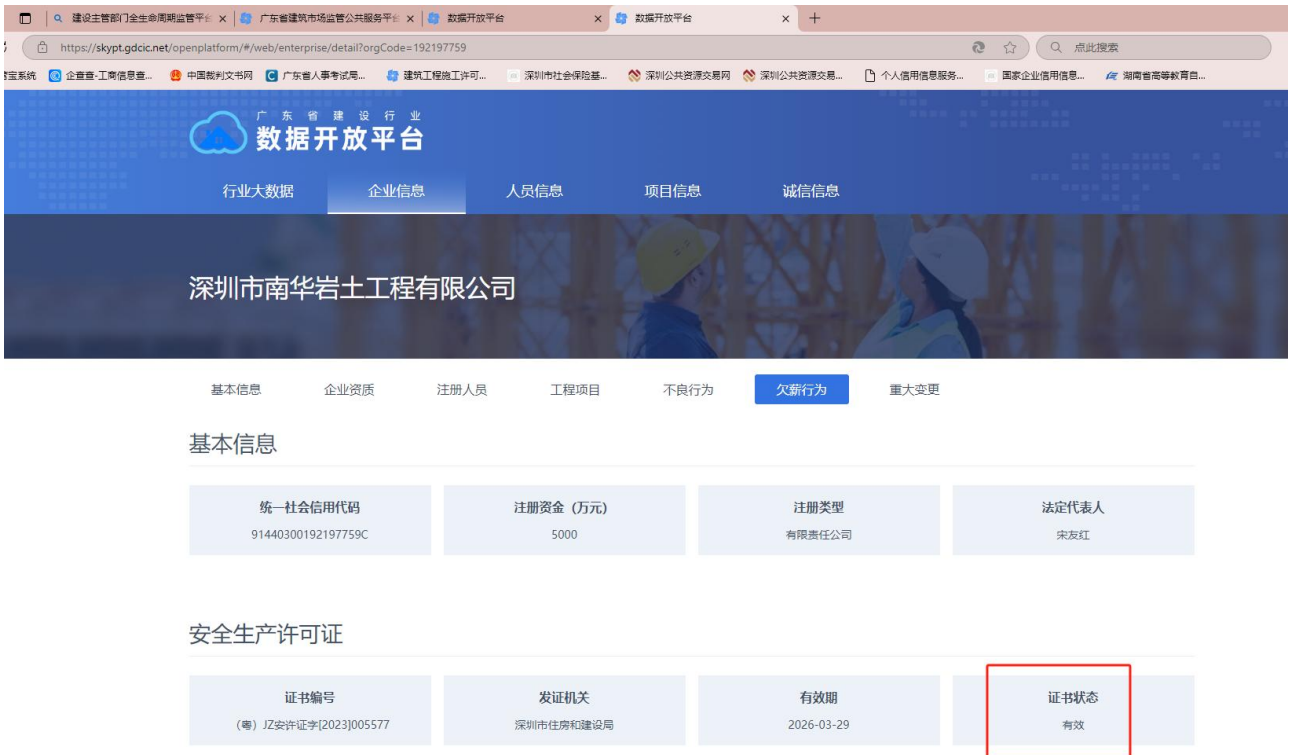 建设主管部门全生命周期监管平台
广东省建筑市场监管公共服务平台
数据开放平台
数据开放平台
https://skypt.gdcic.net/openplatform/#/web/enterprise/detail?orgCode=192197759
点此搜索
宝系统 企查查-工商信息查... 中国裁判文书网 广东省人事考试局... 建筑工程施工许可... 深圳市社会保险基... 深圳公共资源交易网 深圳公共资源交易... 个人信用信息服务... 国家企业信用信息... 湖南省高等教育自...
广东省建设行业
数据开放平台
行业大数据 企业信息 人员信息 项目信息 诚信信息
深圳市南华岩土工程有限公司
基本信息 企业资质 注册人员 工程项目 不良行为 欠薪行为 重大变更
基本信息
统一社会信用代码 注册资金（万元） 注册类型 法定代表人
91440300192197759C 5000 有限责任公司 宋友红
安全生产许可证
证书编号 发证机关 有效期 证书状态
（粤）JZ安许证字[2023]005577 深圳市住房和建设局 2026-03-29 有效